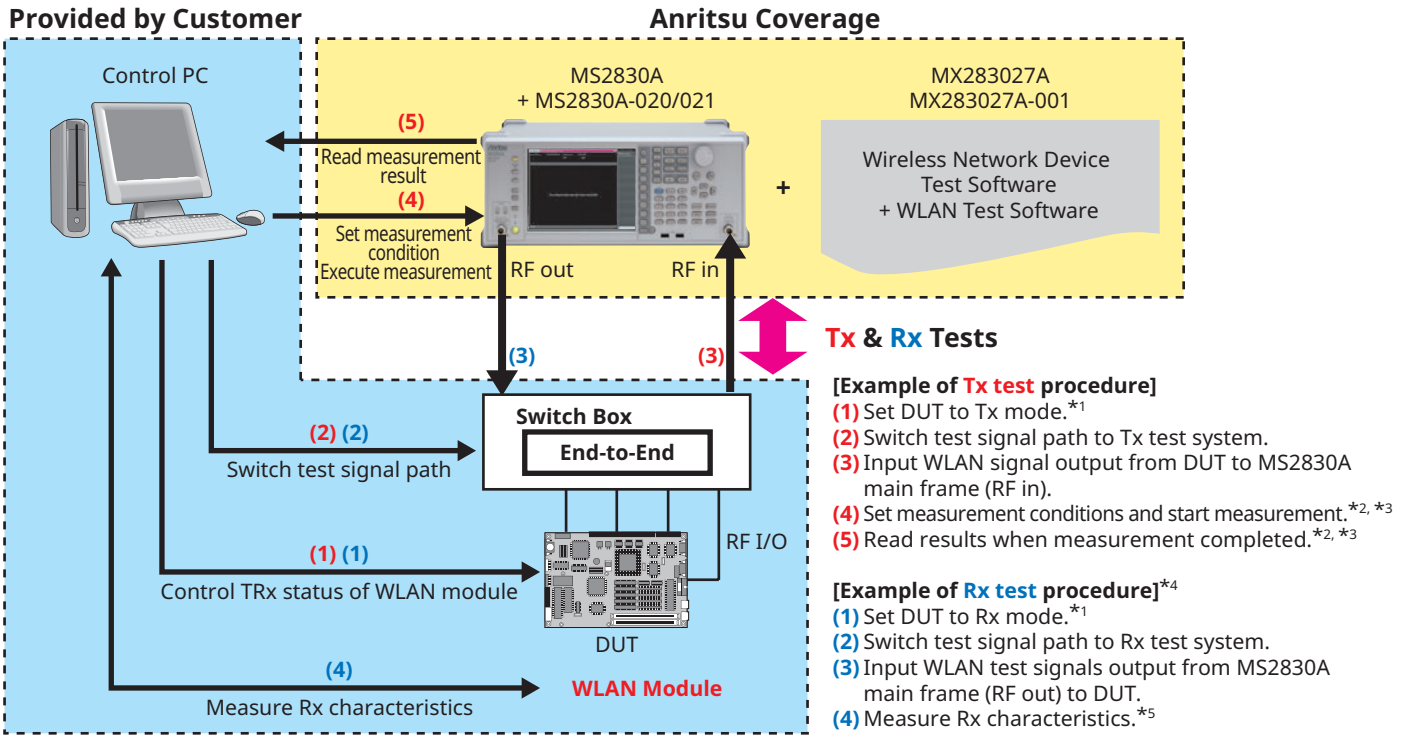 Provided by Customer
Anritsu Coverage
Control PC
MS2830A
+ MS2830A-020/021
MX283027A
MX283027A-001
(5)
Read measurement
result
(4)
Set measurement
condition
Execute measurement
+
Wireless Network Device
Test Software
+ WLAN Test Software
RF out
RF in
(3)
(3)
Tx & Rx Tests
Switch Box
End-to-End
(2) (2)
Switch test signal path
RF I/O
(1) (1)
Control TRx status of WLAN module
DUT
(4)
Measure Rx characteristics
WLAN Module
[Example of Tx test procedure]
(1) Set DUT to Tx mode.*1
(2) Switch test signal path to Tx test system.
(3) Input WLAN signal output from DUT to MS2830A
main frame (RF in).
(4) Set measurement conditions and start measurement.*2, *3
(5) Read results when measurement completed.*2, *3
[Example of Rx test procedure]*4
(1) Set DUT to Rx mode.*1
(2) Switch test signal path to Rx test system.
(3) Input WLAN test signals output from MS2830A
main frame (RF out) to DUT.
(4) Measure Rx characteristics.*5